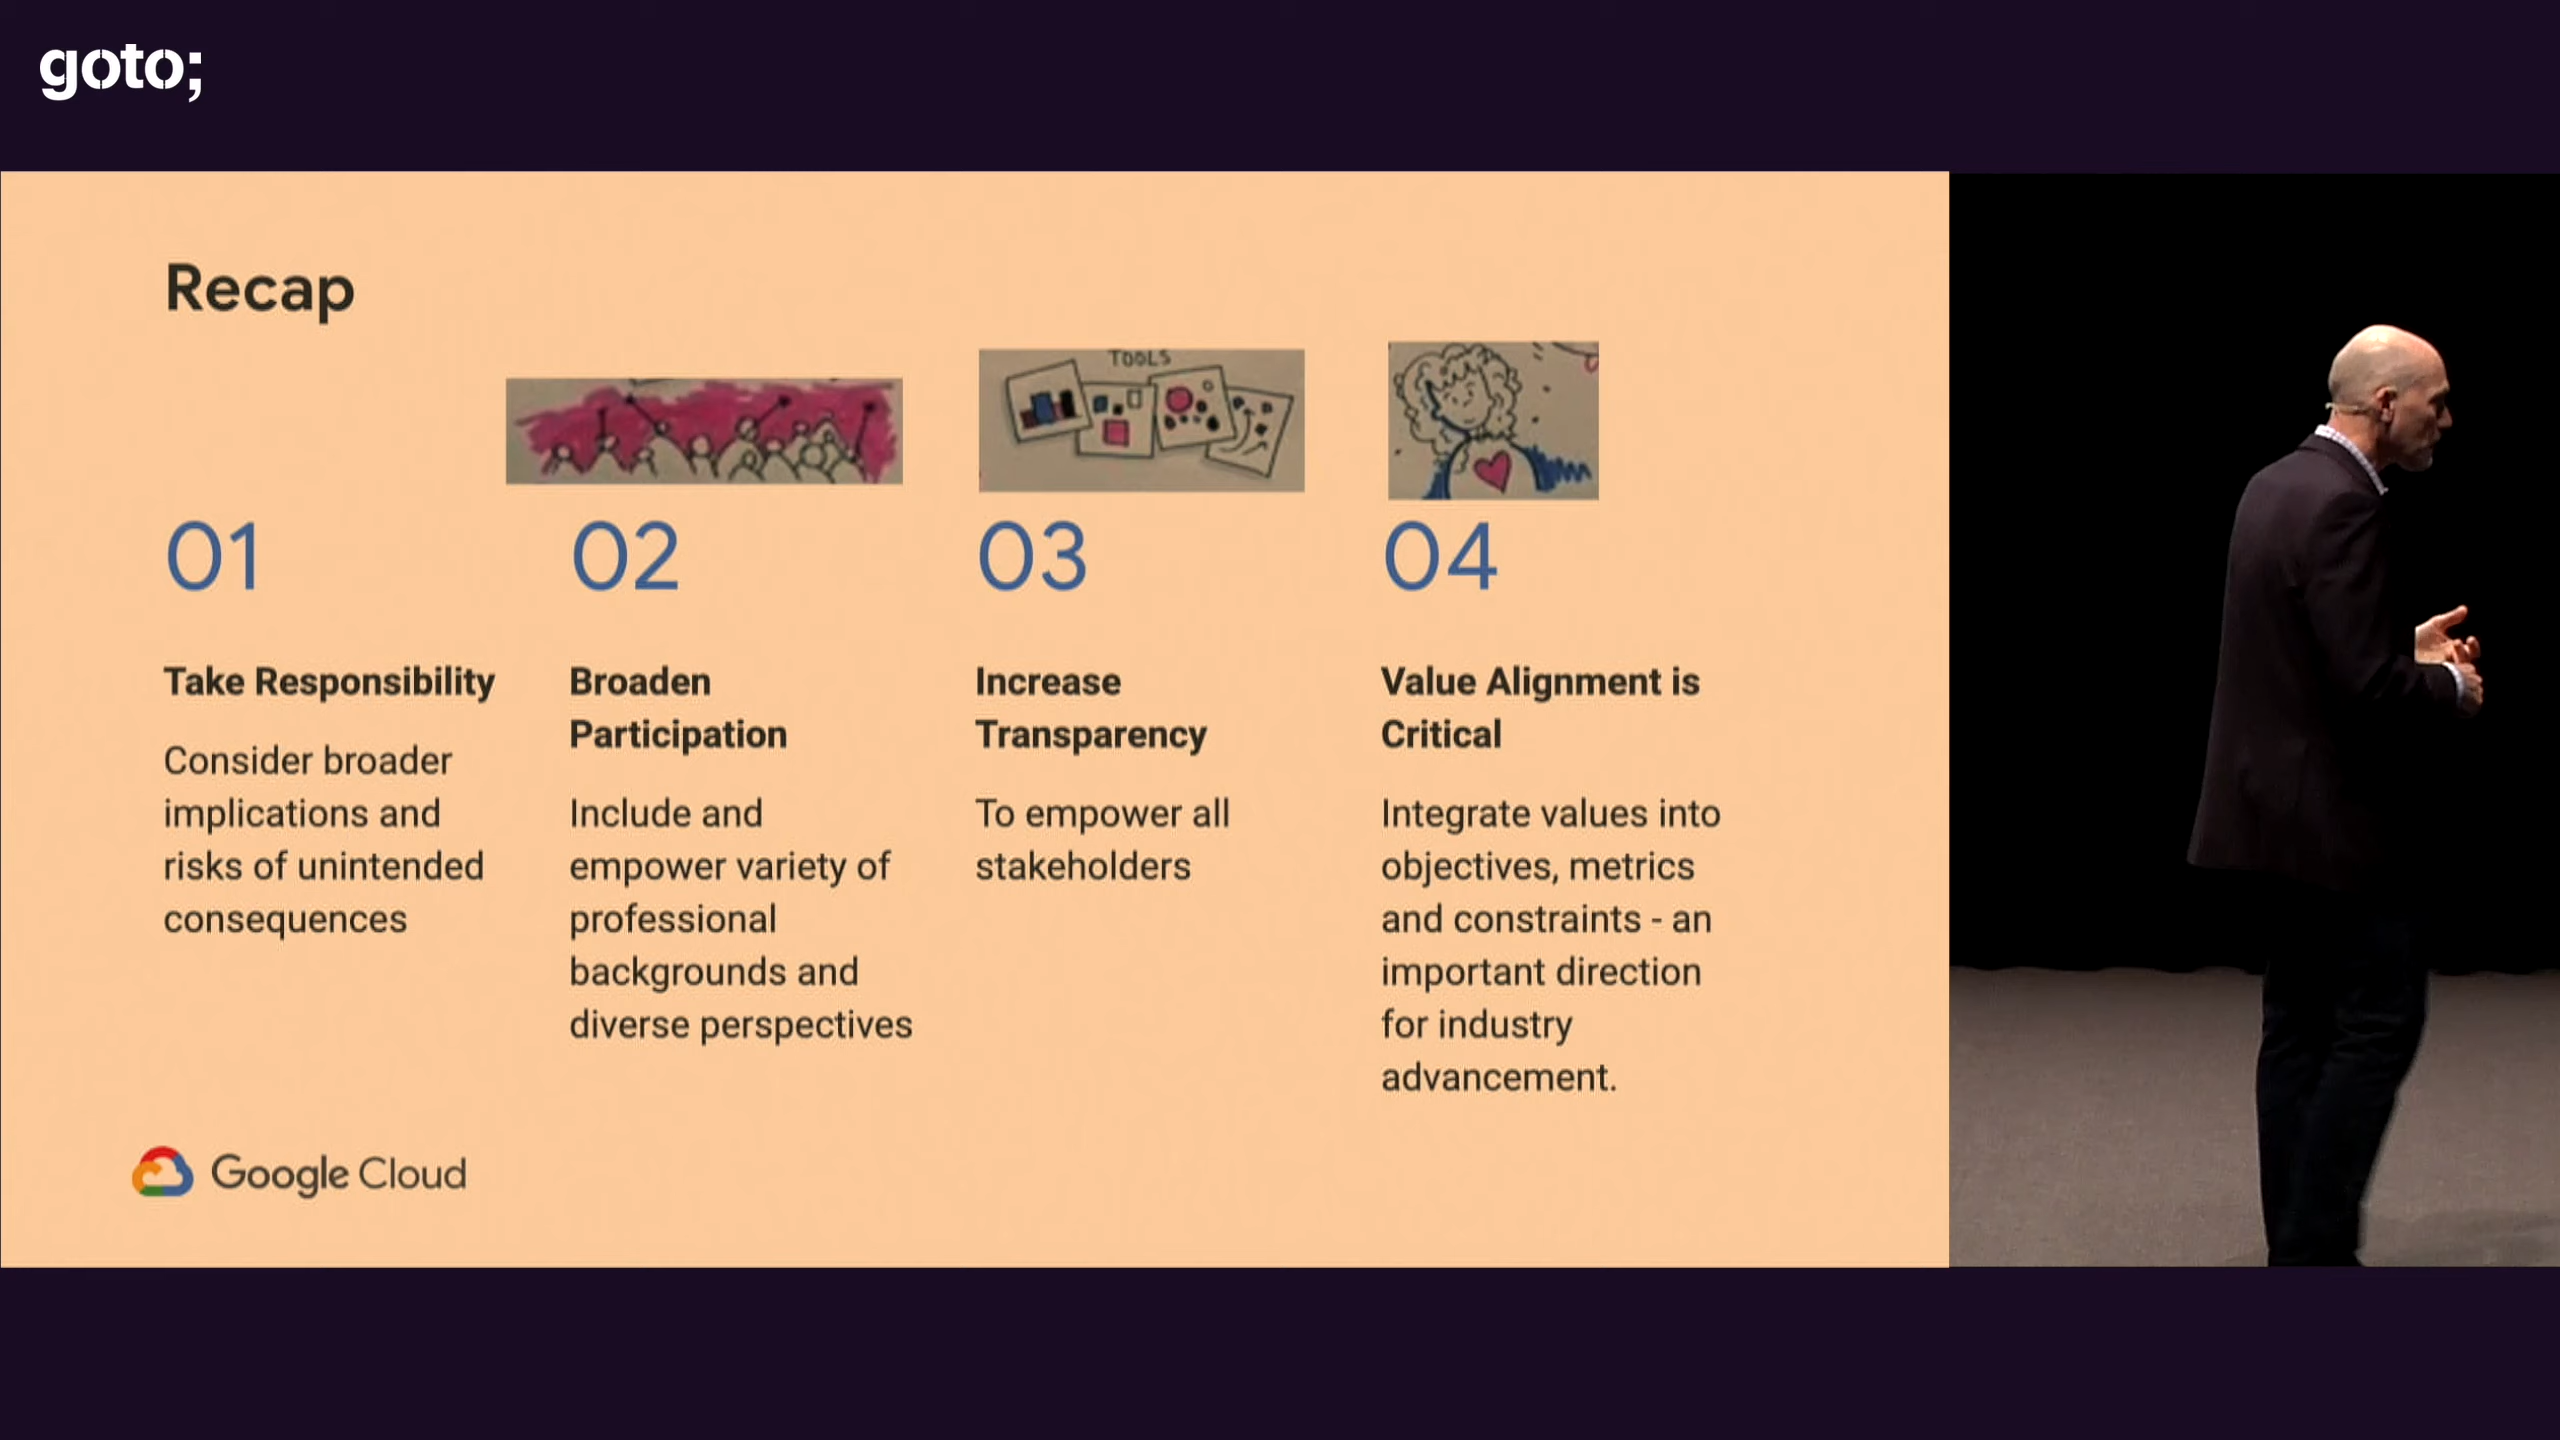 goto;
Recap
TOOLS
01
Take Responsibility
Consider broader
implications and
risks of unintended
consequences
02
Broaden
Participation
Include and
empower variety of
professional
backgrounds and
diverse perspectives
03
Increase
Transparency
To empower all
stakeholders
04
Value Alignment is
Critical
Integrate values into
objectives, metrics
and constraints - an
important direction
for industry
advancement.
Google Cloud